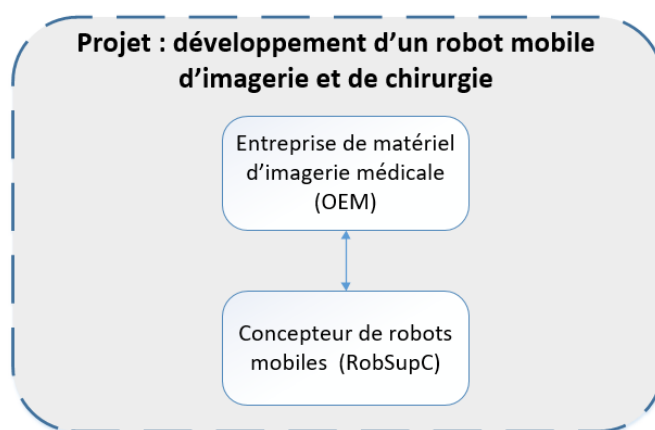 Projet : développement d’un robot mobile
d’imagerie et de chirurgie
Entreprise de matériel
d’imagerie médicale
(OEM)
Concepteur de robots
mobiles (RobSupC)